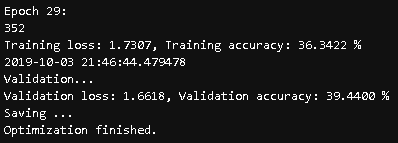 Epoch 29:
352
Training loss: 1.7307, Training accuracy: 36.3422 %
2019-10-03 21:46:44.479478
Validation...
Validation loss: 1.6618, Validation accuracy: 39.4400 %
Saving ...
Optimization finished.